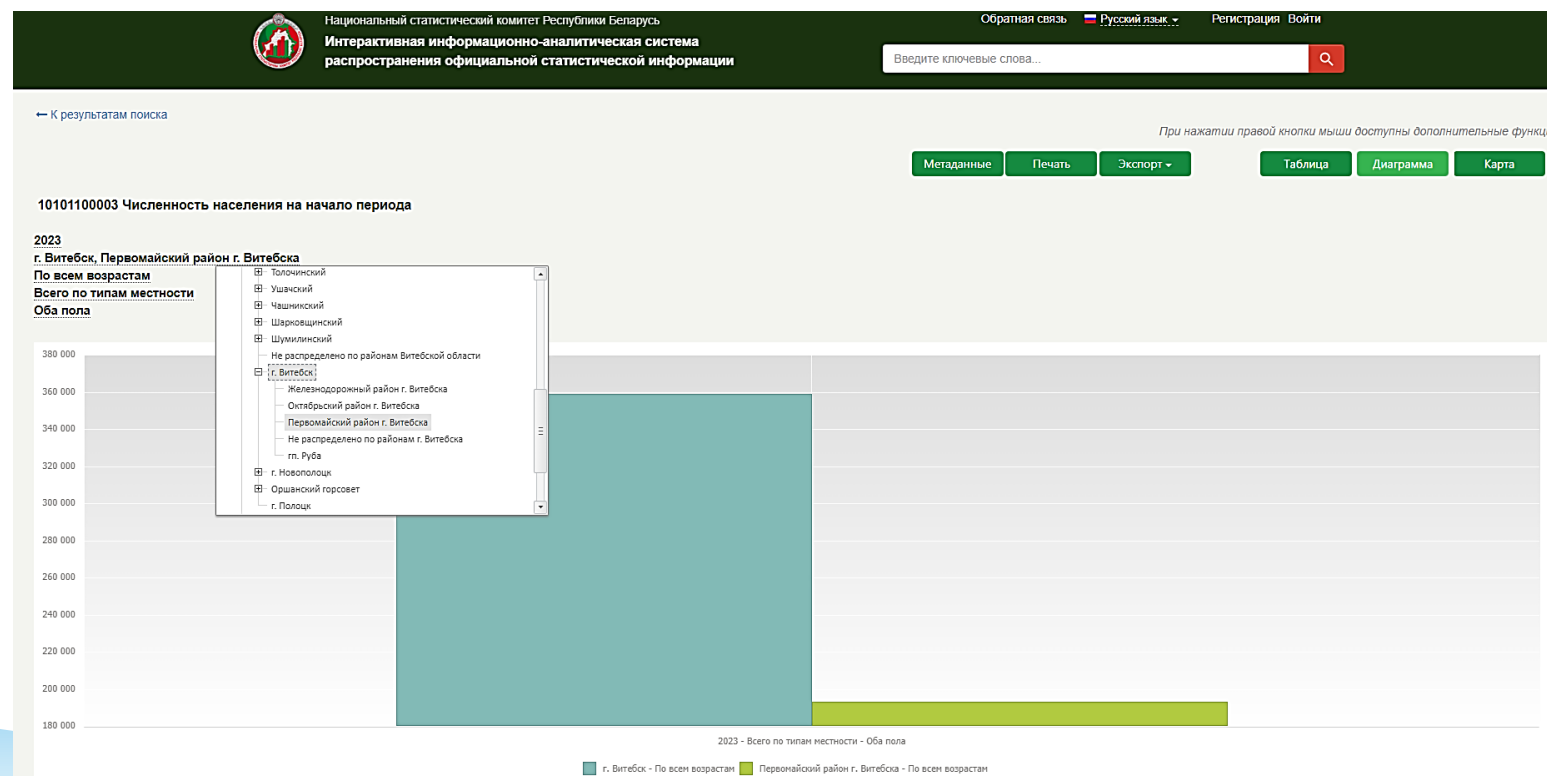 Национальный статистический комитет Республики Беларусь
Интерактивная информационно-аналитическая система
распространения официальной статистической информации
Обратная связь Русский язык Регистрация Войти
Введите ключевые слова...
К результатам поиска
При нажатии правой кнопки мыши доступны дополнительные функц
Метаданные Печать Экспорт Таблица Диаграмма Карта
10101100003 Численность населения на начало периода
2023
г. Витебск, Первомайский район г. Витебска
По всем возрастам
Всего по типам местности
Оба пола
Толочинский
Ушачский
Чашникский
Шарковщинский
Шумилинский
Не распределено по районам Витебской области
г. Витебск
Железнодорожный район г. Витебска
Октябрьский район г. Витебска
Первомайский район г. Витебска
Не распределено по районам г. Витебска
гп. Руба
г. Новополоцк
Оршанский горсовет
г. Полоцк
380 000
360 000
340 000
320 000
300 000
280 000
260 000
240 000
220 000
200 000
180 000
2023 - Всего по типам местности - Оба пола
г. Витебск - По всем возрастам Первомайский район г. Витебска - По всем возрастам